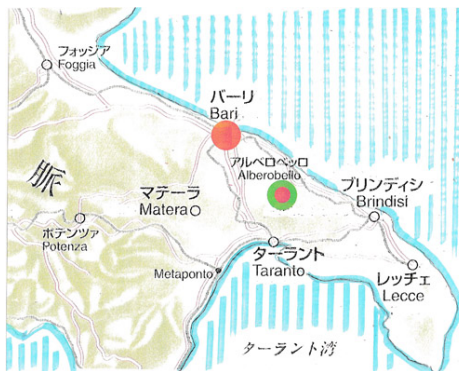 フォッジア
Foggia
バーリ
Bari
アルベロベッロ
Alberobello
脈
マテーラ
Matera
ブリンディシ
Brindisi
ポテンツァ
Potenza
ターラント
Taranto
Metaponto
レッチェ
Lecce
ターラント湾